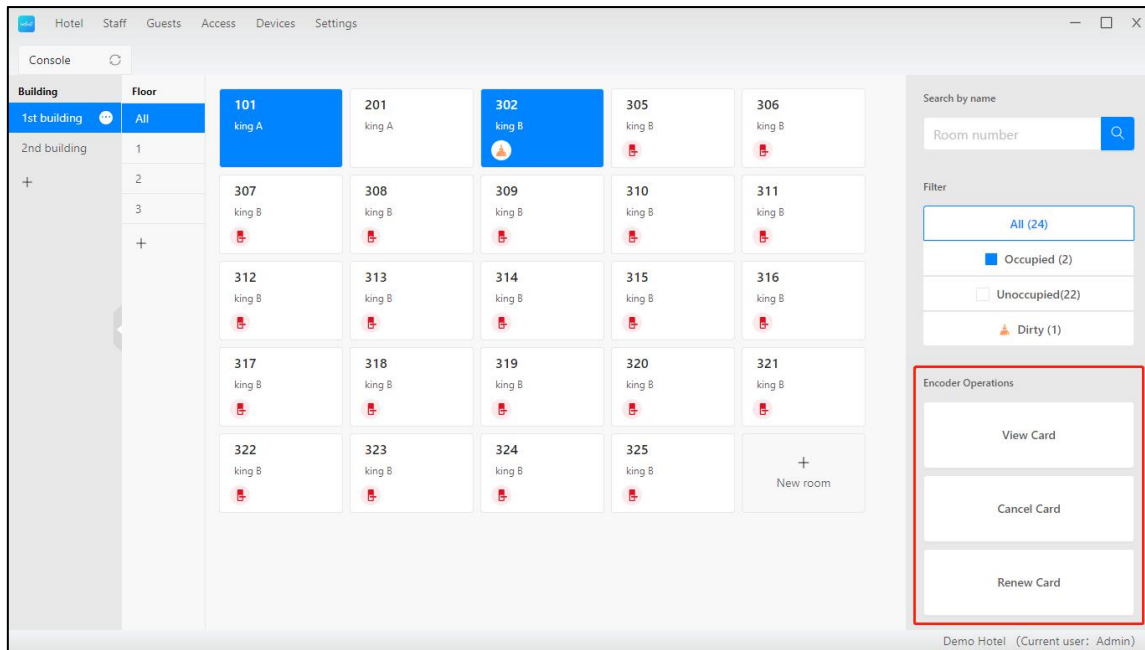 Hotel Staff Guests Access Devices Settings
Console
Building
1st building
2nd building
+
Floor
All
1
2
3
+
101
king A
201
king A
302
king B
305
king B
306
king B
307
king B
308
king B
309
king B
310
king B
311
king B
312
king B
313
king B
314
king B
315
king B
316
king B
317
king B
318
king B
319
king B
320
king B
321
king B
322
king B
323
king B
324
king B
325
king B
+
New room
Search by name
Room number
Filter
All (24)
Occupied (2)
Unoccupied(22)
Dirty (1)
Encoder Operations
View Card
Cancel Card
Renew Card
Demo Hotel (Current user: Admin)